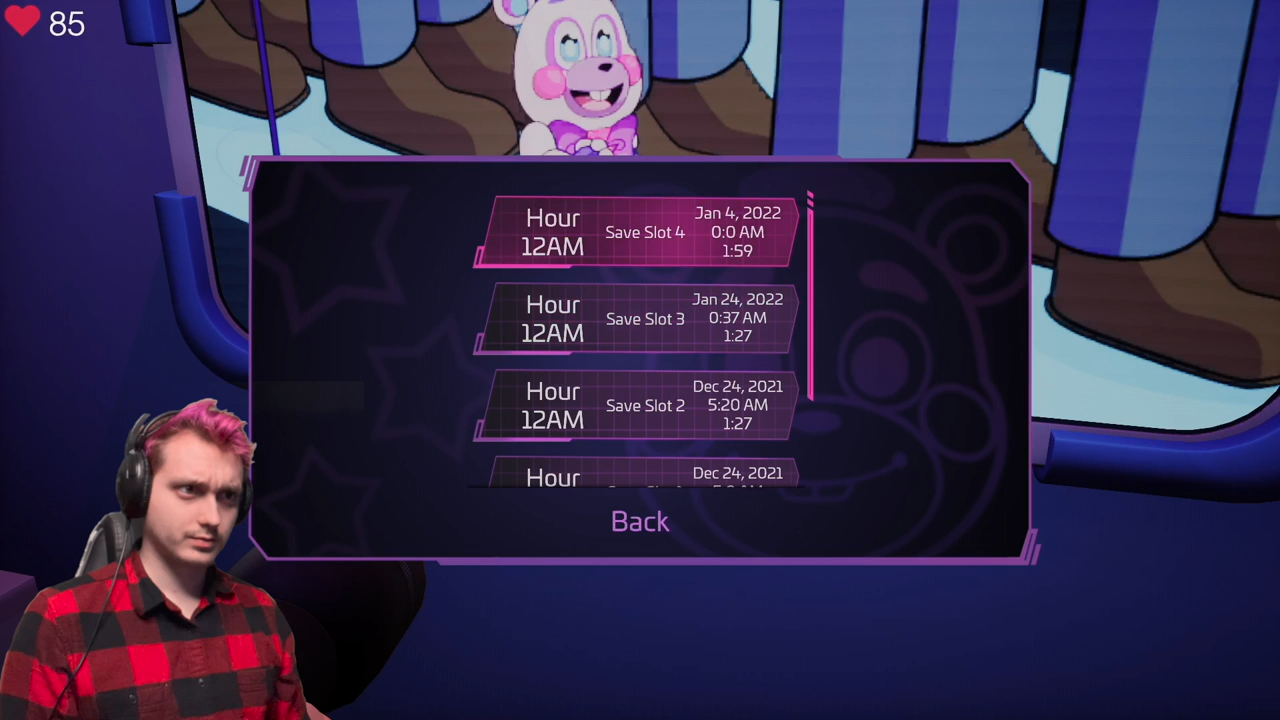 85
Hour
12AM
Save Slot 4
Jan 4, 2022
0:0 AM
1:59
Hour
12AM
Save Slot 3
Jan 24, 2022
0:37 AM
1:27
Hour
12AM
Save Slot 2
Dec 24, 2021
5:20 AM
1:27
Hour
Dec 24, 2021
Back